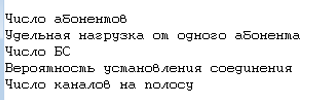 Число абонентов
Удельная нагрузка от одного абонента
Число БС
Вероятность установления соединения
Число каналов на полосу